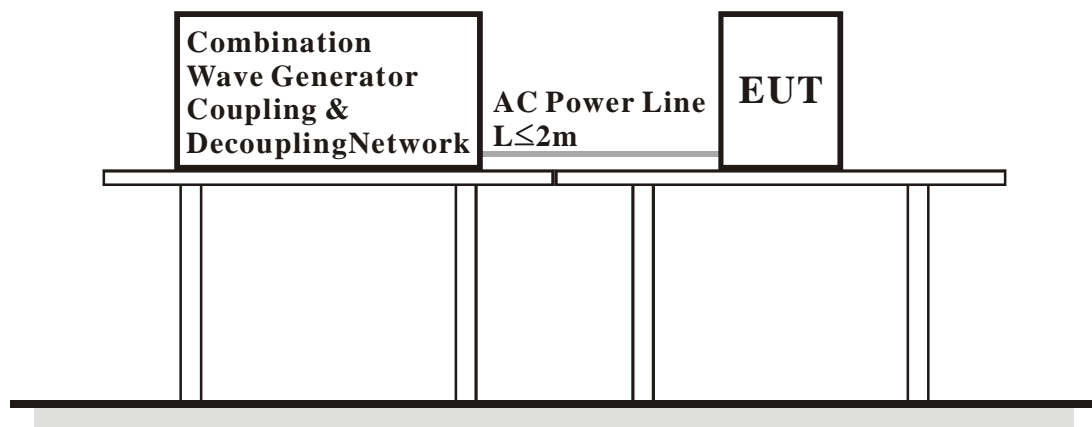 Combination
Wave Generator
Coupling &
DecouplingNetwork
AC Power Line
L≤2m
EUT